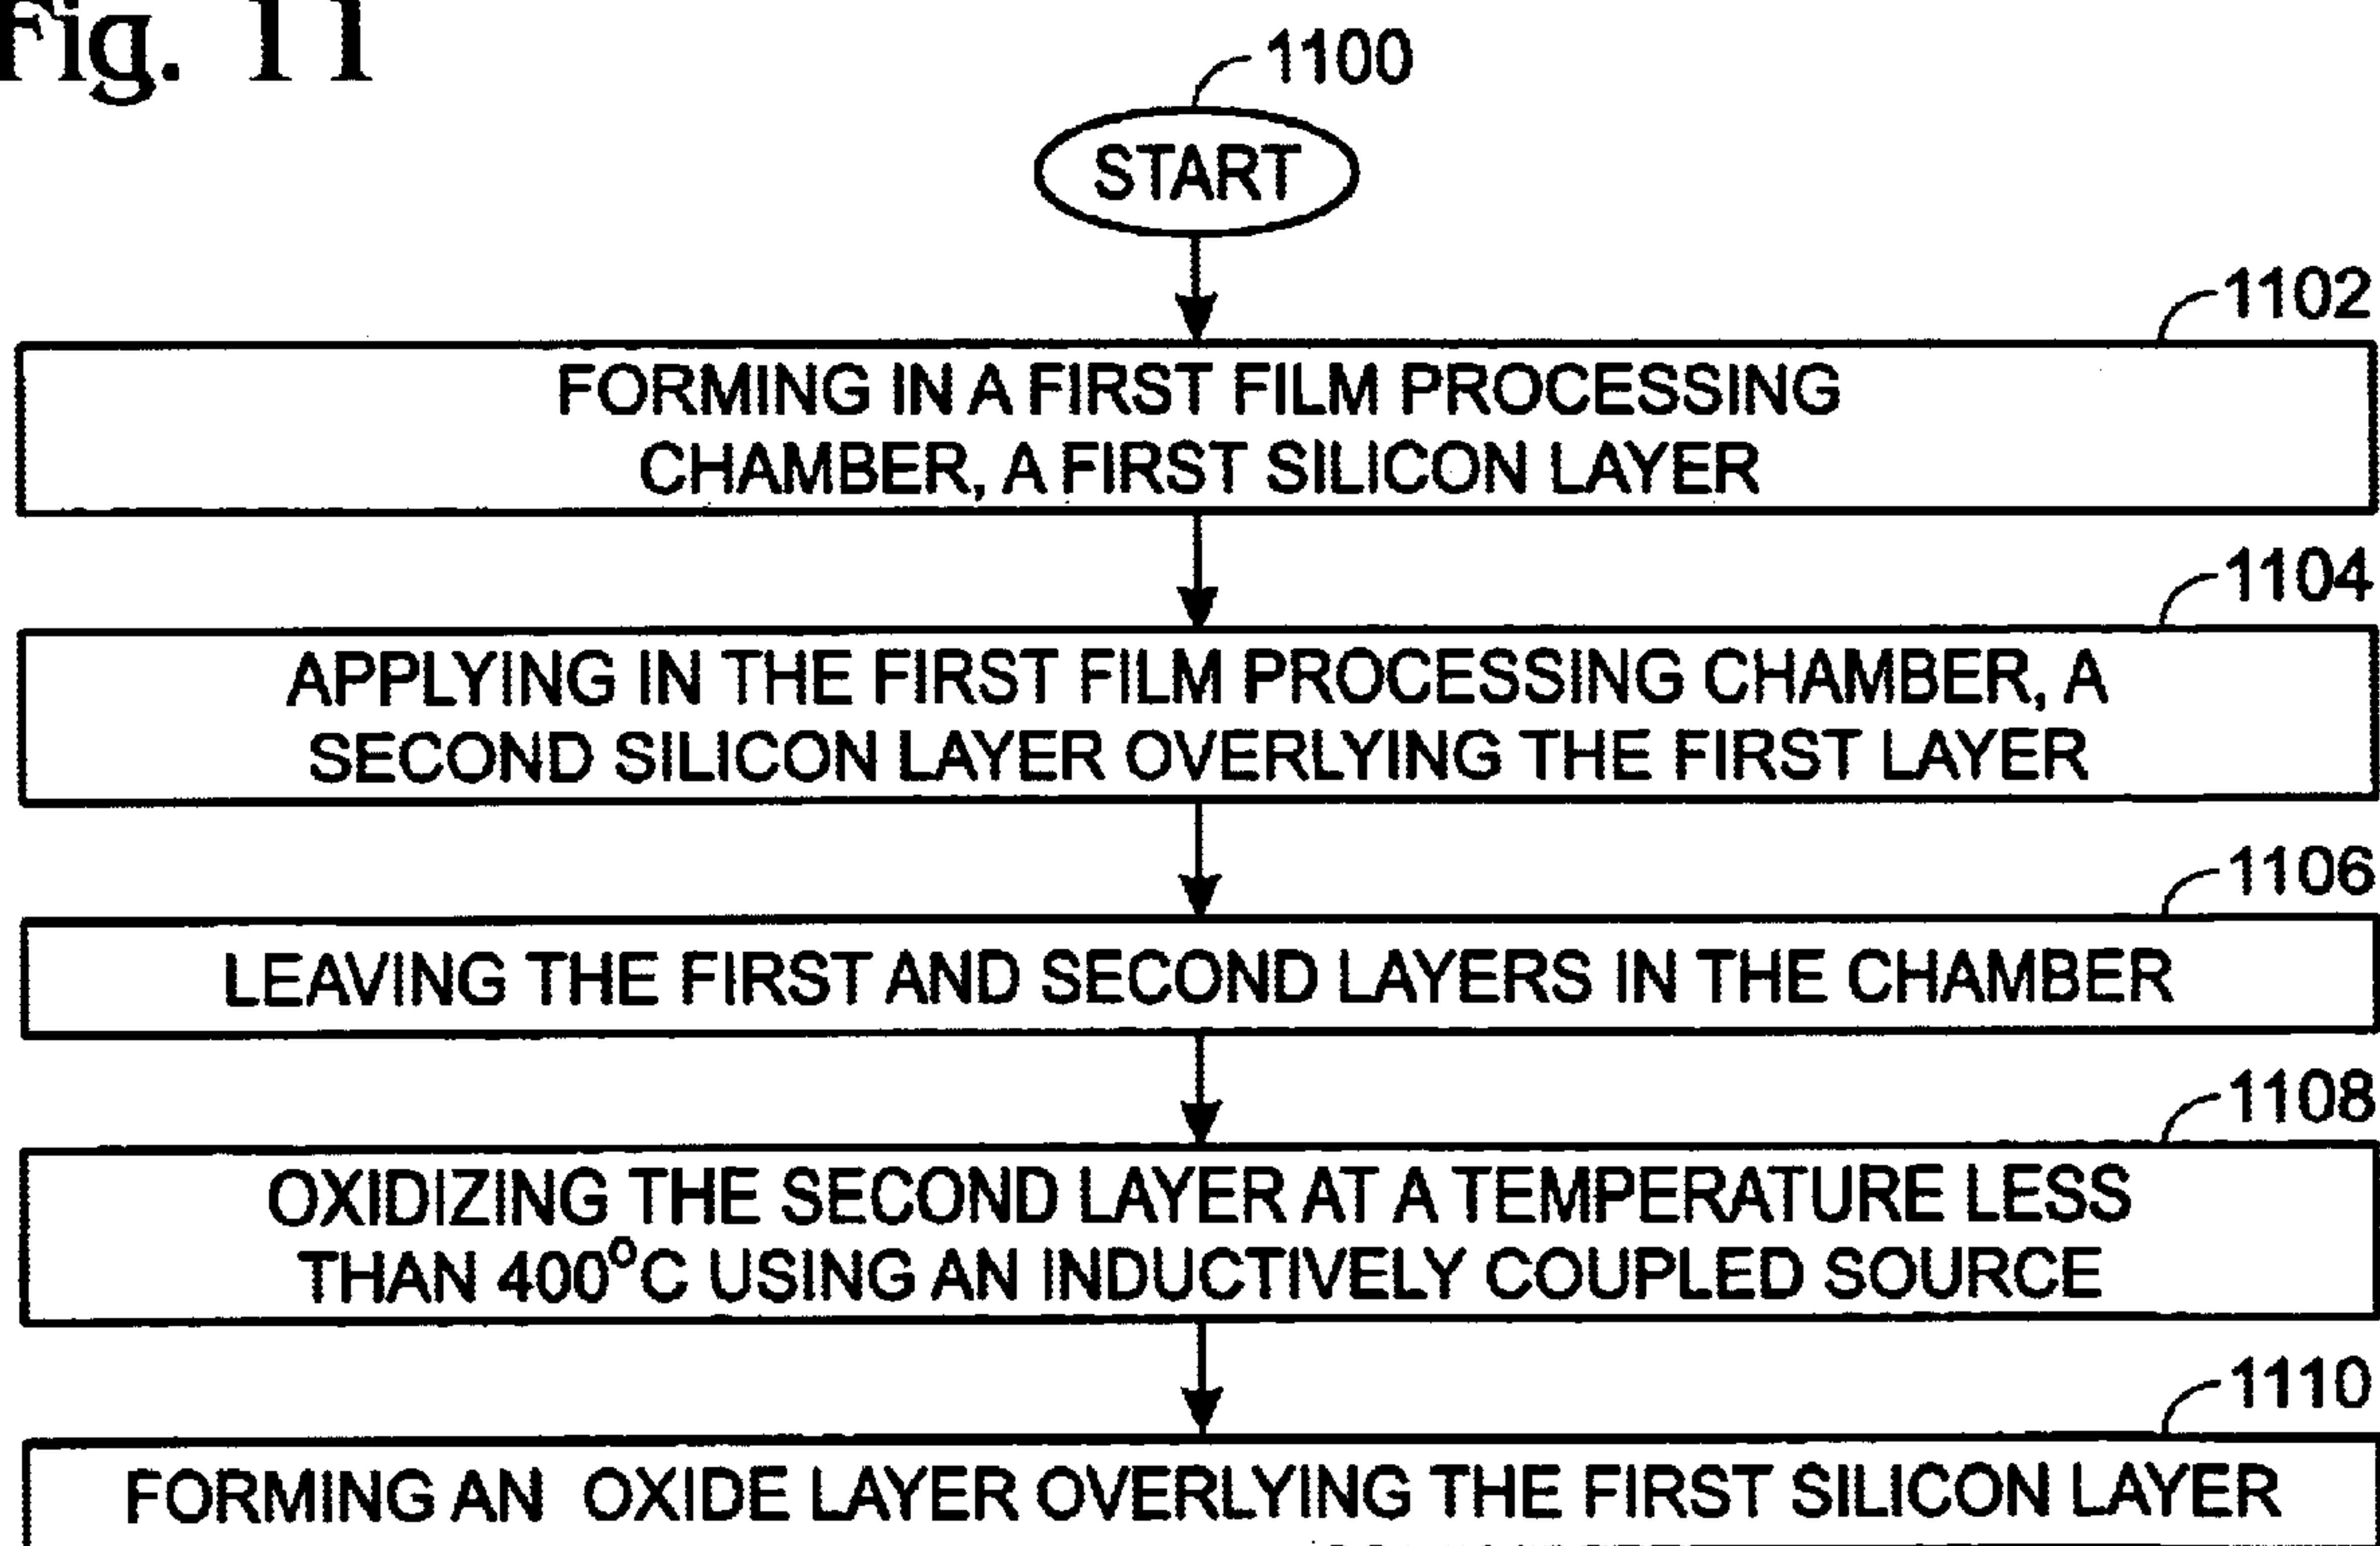 Fig. 11
1100
START
1102
FORMING IN A FIRST FILM PROCESSING
CHAMBER, A FIRST SILICON LAYER
1104
APPLYING IN THE FIRST FILM PROCESSING CHAMBER, A
SECOND SILICON LAYER OVERLYING THE FIRST LAYER
1106
LEAVING THE FIRST AND SECOND LAYERS IN THE CHAMBER
1108
OXIDIZING THE SECOND LAYER AT A TEMPERATURE LESS
THAN 400°C USING AN INDUCTIVELY COUPLED SOURCE
1110
FORMING AN OXIDE LAYER OVERLYING THE FIRST SILICON LAYER